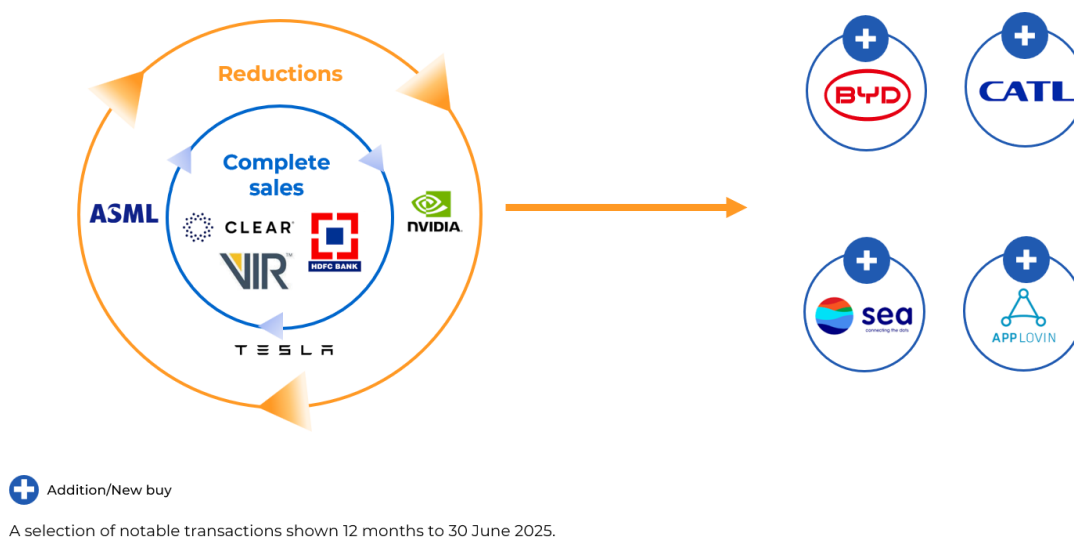 Reductions
Complete
sales
ASML
CLEAR
VIR™
HDFC BANK
NVIDIA.
TESLA
BYD
CATL
sea
connecting the dots
APPLOVIN
Addition/New buy
A selection of notable transactions shown 12 months to 30 June 2025.